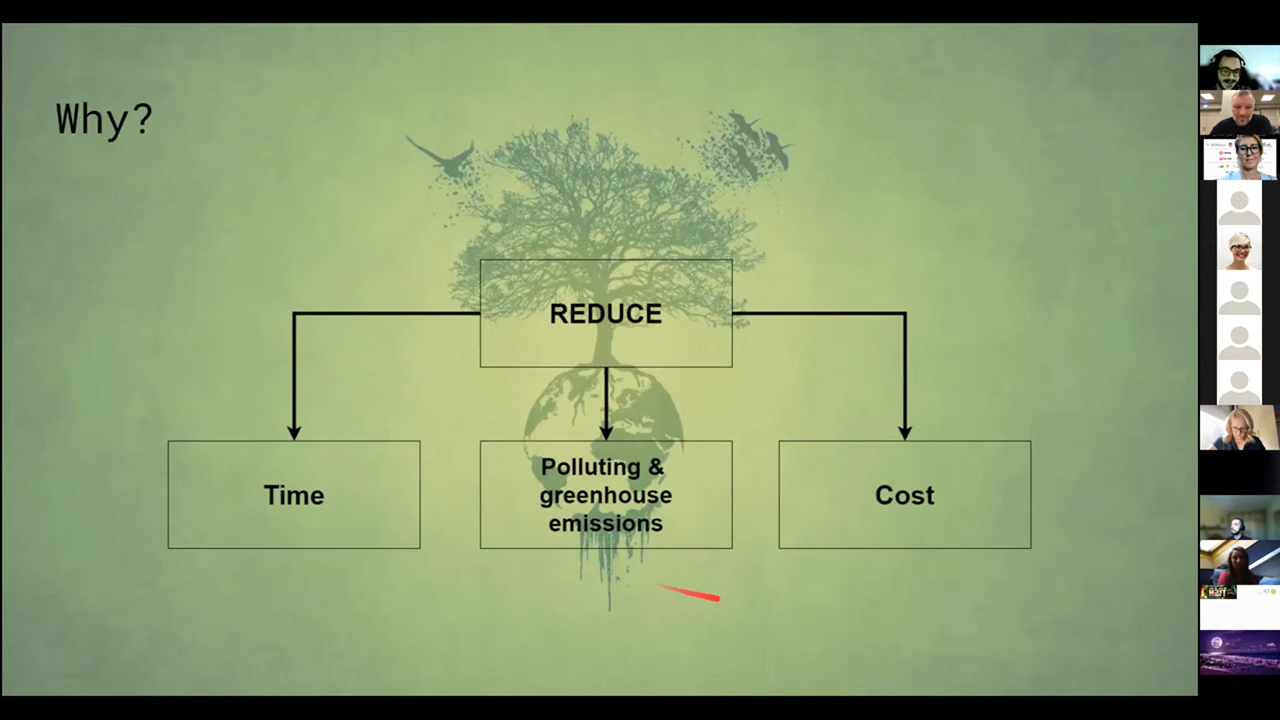 Why?
REDUCE
Time
Polluting &
greenhouse
emissions
Cost